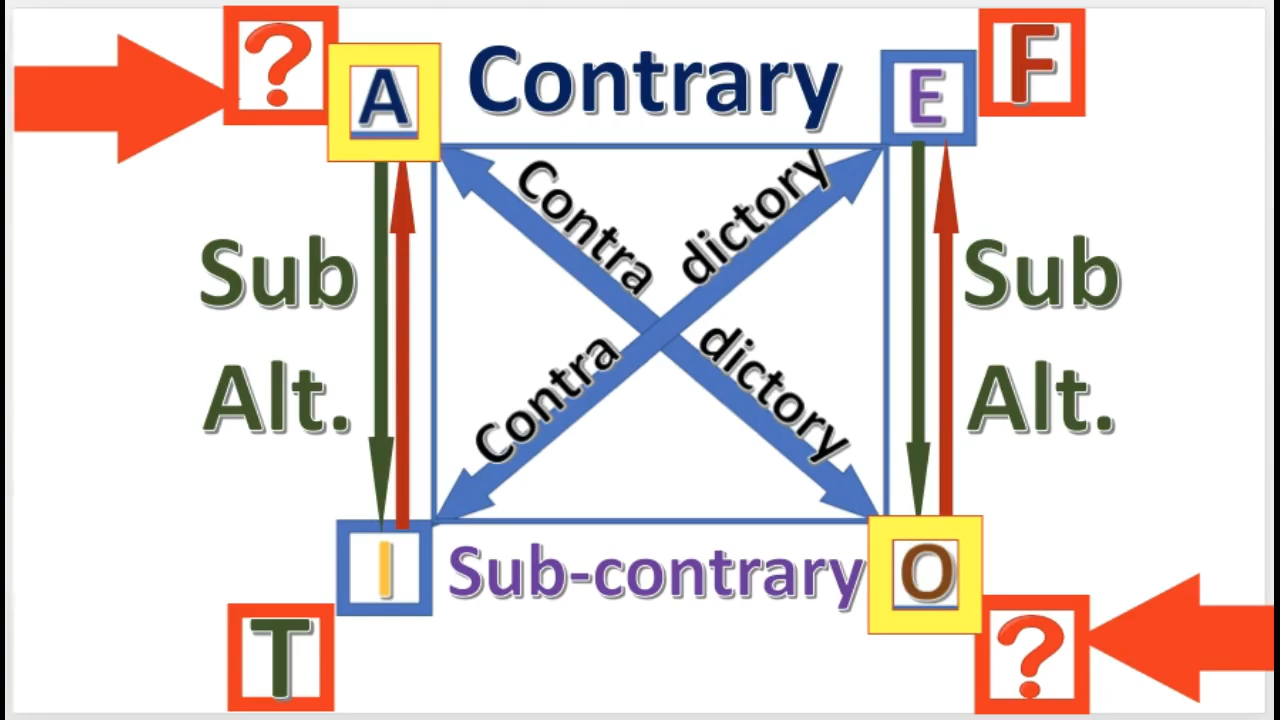 ?
A
Contrary
E
F
Contra
dictory
Sub
Alt.
Sub
Alt.
Contra
dictory
I
Sub-contrary
O
T
?